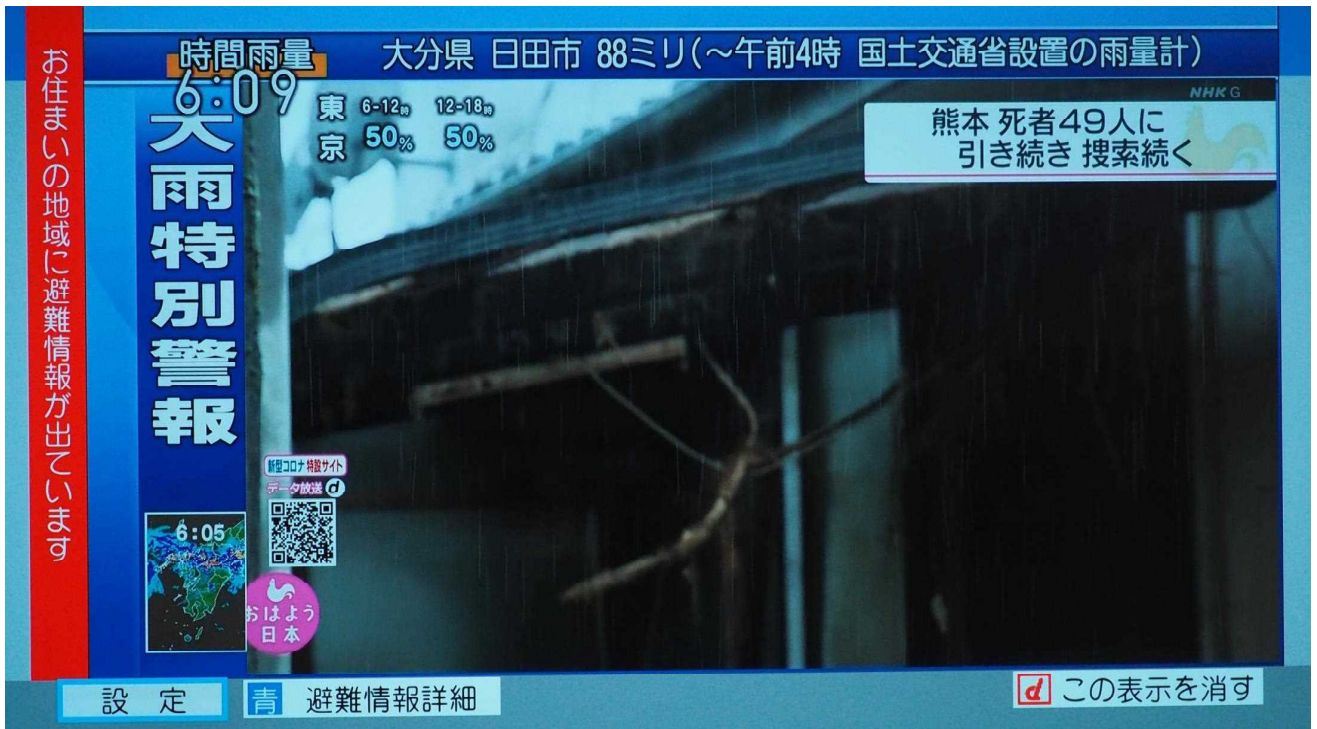 お住まいの地域に避難情報が出ています
時間雨量
大分県 日田市 88ミリ(～午前4時 国土交通省設置の雨量計)
6:09
大雨特別警報
東京
6-12時 12-18時
50% 50%
NHK G
熊本 死者49人に
引き続き 捜索続く
新型コロナ 特設サイト
データ放送 d
6:05
おはよう
日本
設 定
青 避難情報詳細
d この表示を消す